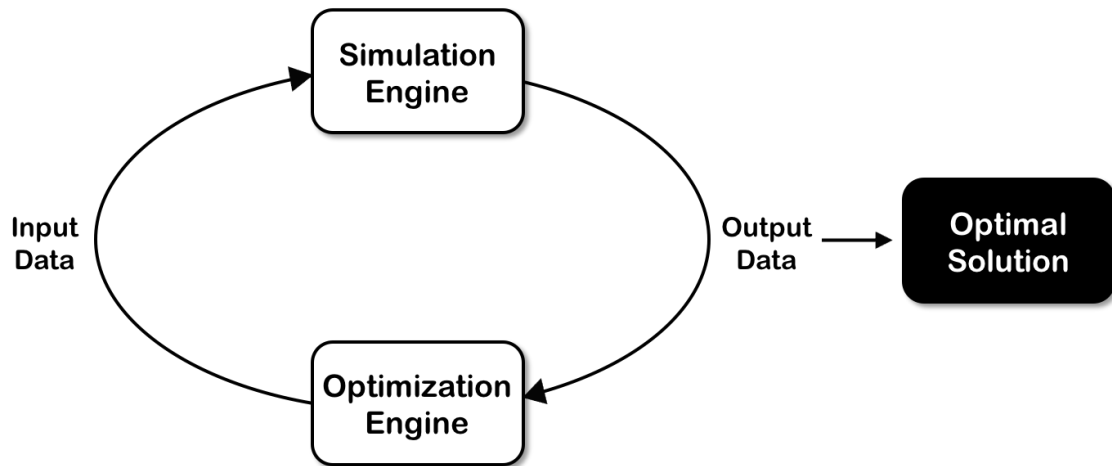 Simulation
Engine
Input
Data
Output
Data
Optimal
Solution
Optimization
Engine